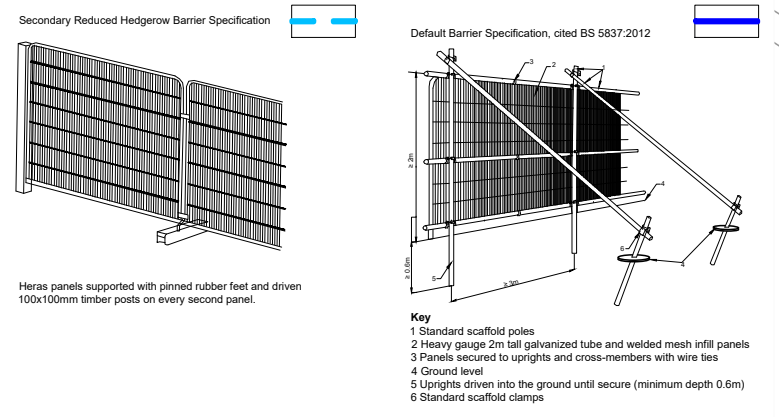 Secondary Reduced Hedgerow Barrier Specification
Heras panels supported with pinned rubber feet and driven
100x100mm timber posts on every second panel.
Default Barrier Specification, cited BS 5837:2012
1
3
2
≥ 2m
4
6
4
≥ 0.6m
5
≥ 3m
Key
1 Standard scaffold poles
2 Heavy gauge 2m tall galvanized tube and welded mesh infill panels
3 Panels secured to uprights and cross-members with wire ties
4 Ground level
5 Uprights driven into the ground until secure (minimum depth 0.6m)
6 Standard scaffold clamps